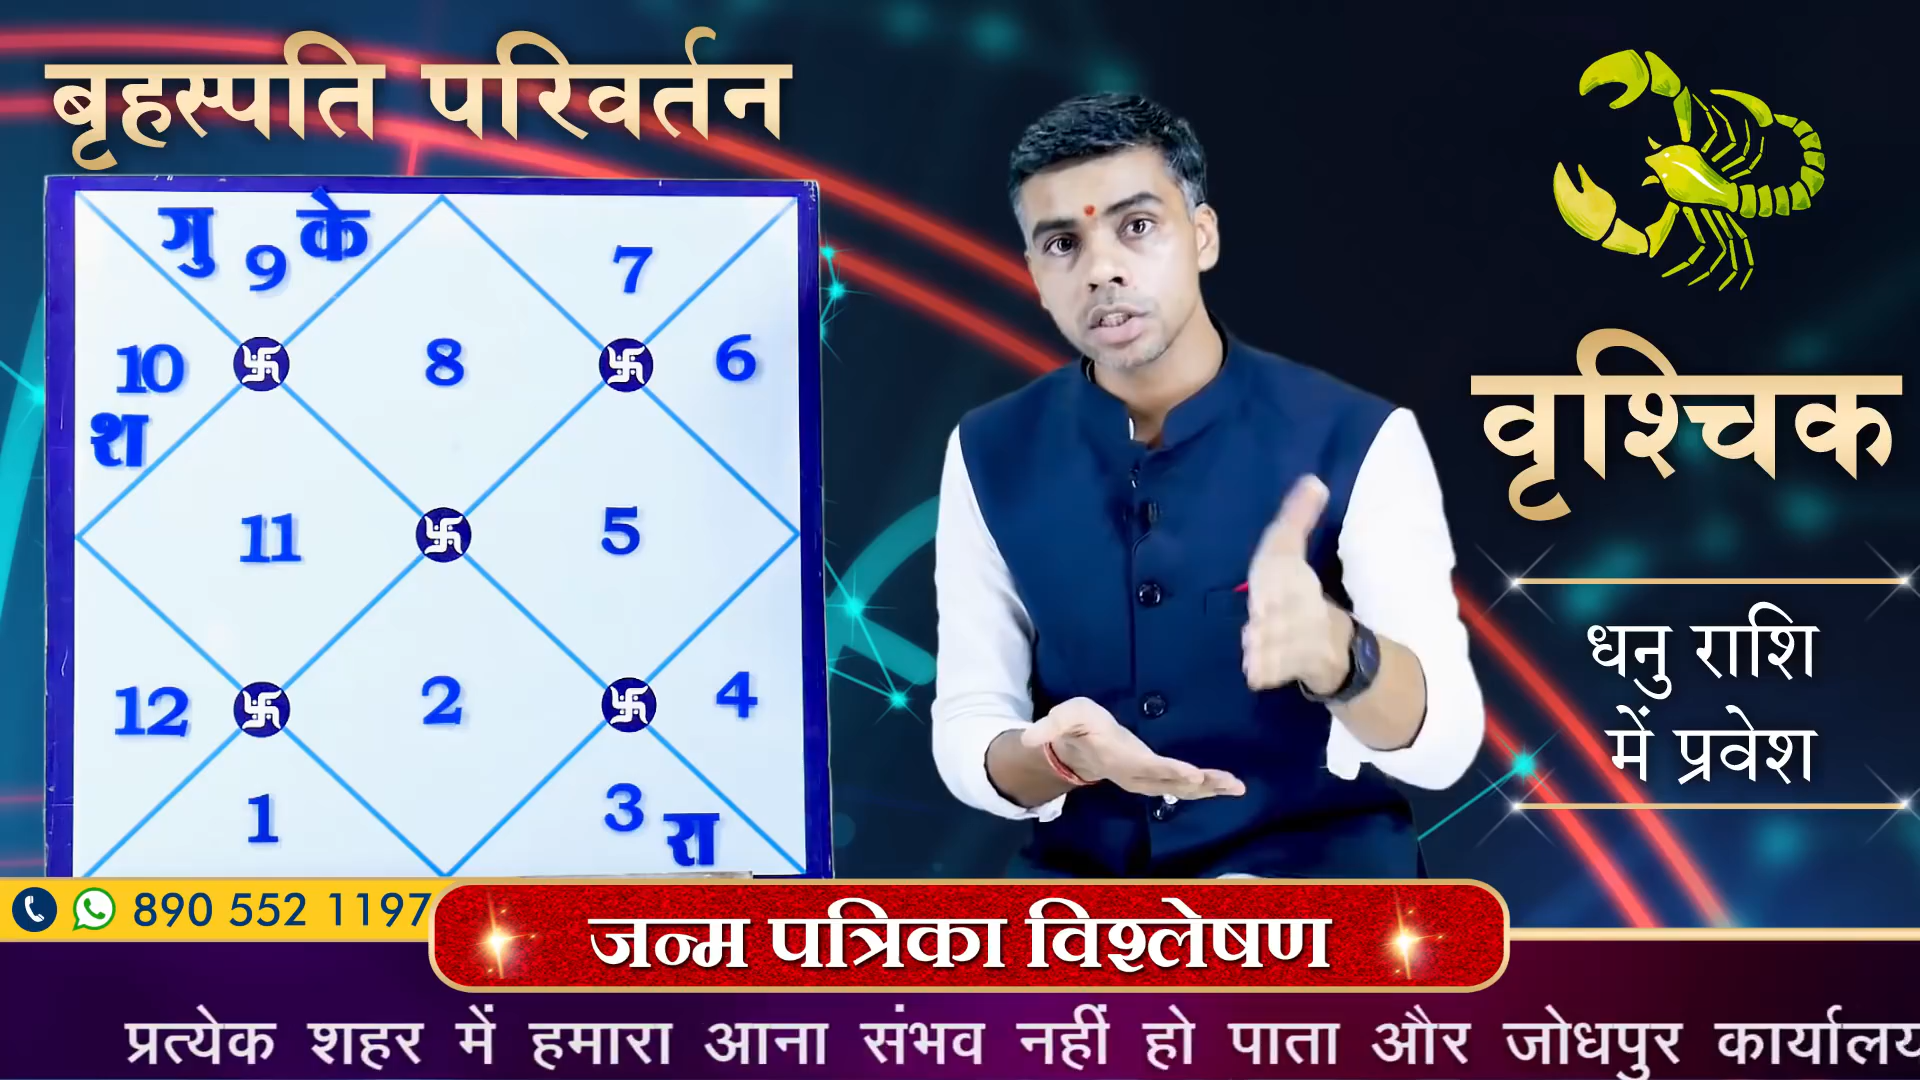 बृहस्पति परिवर्तन
गु 9 के
7
10
8
6
श
11
5
12
2
4
1
3 रा
वृश्चिक
धनु राशि
में प्रवेश
890 552 1197
जन्म पत्रिका विश्लेषण
प्रत्येक शहर में हमारा आना संभव नहीं हो पाता और जोधपुर कार्यालय